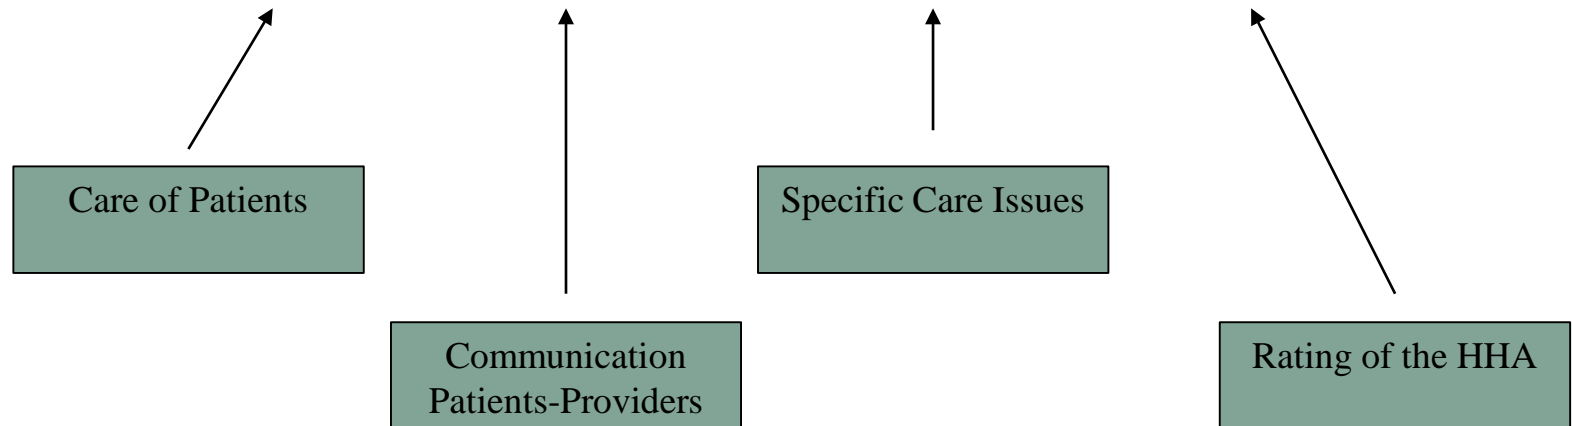 Care of Patients
Specific Care Issues
Communication
Patients-Providers
Rating of the HHA